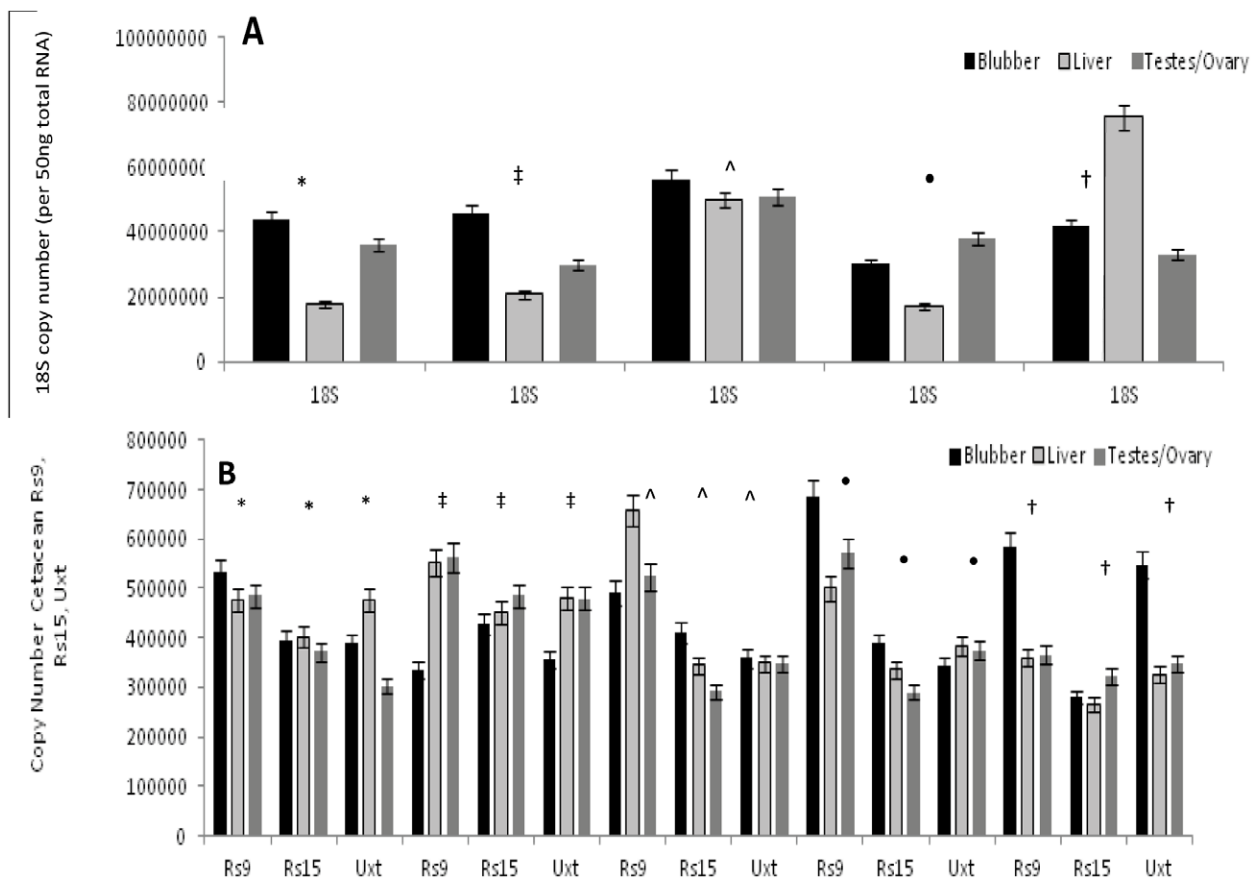 A
18S copy number (per 50ng total RNA)
100000000
80000000
60000000
40000000
20000000
0
Blubber Liver Testes/Ovary
* ‡ ^ • †
18S 18S 18S 18S 18S
B
Copy Number Cetacean Rs9,
Rs15, Uxt
800000
700000
600000
500000
400000
300000
200000
100000
0
Blubber Liver Testes/Ovary
* * * ‡ ‡ ‡ ^ ^ ^ • • • † † †
Rs9 Rs15 Uxt Rs9 Rs15 Uxt Rs9 Rs15 Uxt Rs9 Rs15 Uxt Rs9 Rs15 Uxt